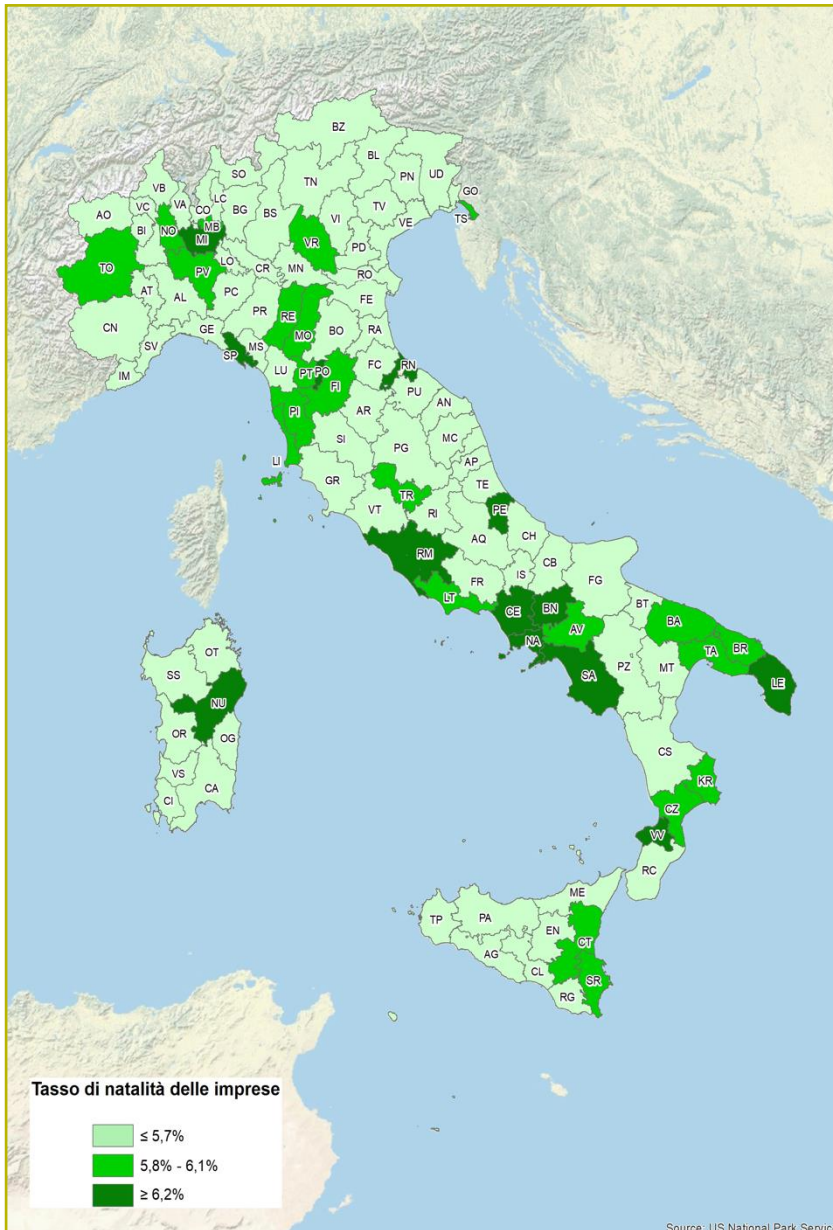 BZ
SO
BL
PN
UD
TN
VB
LC
GO
AO
VC
VA
CO
BG
BS
VI
TV
TS
BI
NO
MB
VR
VE
MI
PD
TO
LO
PV
CR
MN
RO
AT
AL
PC
FE
PR
RE
CN
GE
BO
RA
MO
SV
SP
MS
FC
RN
IM
LU
PT
PO
FI
PU
AN
PI
AR
MC
SI
PG
AP
LI
TE
GR
TR
VT
RI
PE
CH
AQ
RM
CB
IS
FR
FG
LT
BT
CE
BN
BA
AV
NA
BR
TA
OT
PZ
MT
SA
LE
SS
NU
OR
OG
CS
VS
KR
CI
CA
CZ
VV
RC
ME
TP
PA
EN
CT
AG
CL
SR
RG
Tasso di natalità delle imprese
≤ 5,7%
5,8% - 6,1%
≥ 6,2%
Source: US National Park Servic